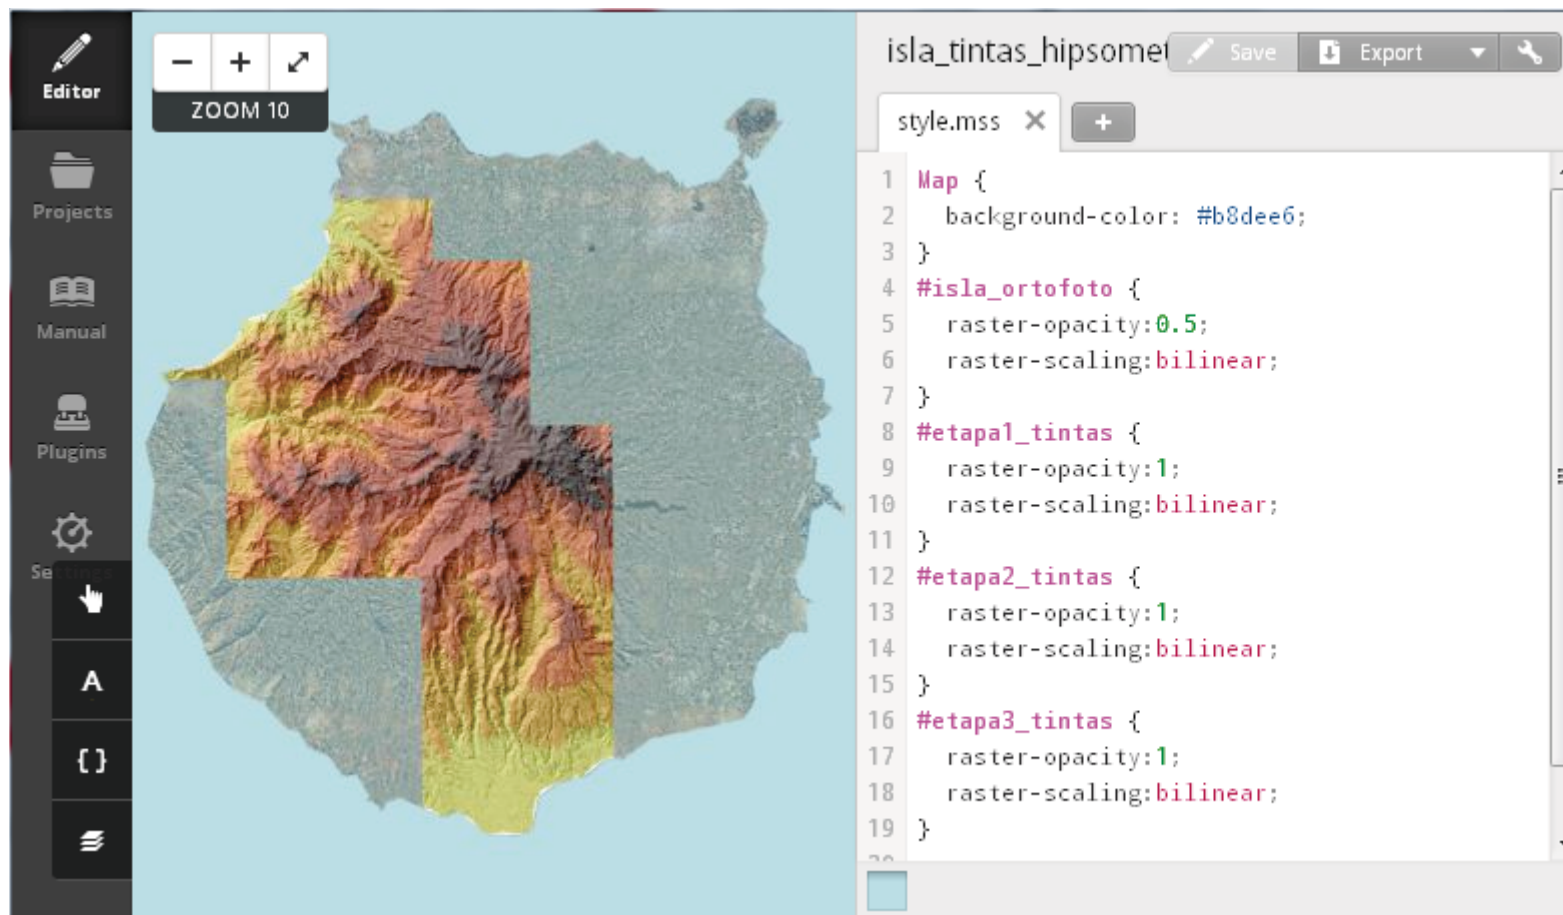 Editor
Projects
Manual
Plugins
ZOOM 10
A
{}
Save
Export
style.mss
1 Map {
2 background-color: #b8dee6;
3 }
4 #isla_ortofoto {
5 raster-opacity:0.5;
6 raster-scaling:bilinear;
7 }
8 #etapa1_tintas {
9 raster-opacity:1;
10 raster-scaling:bilinear;
11 }
12 #etapa2_tintas {
13 raster-opacity:1;
14 raster-scaling:bilinear;
15 }
16 #etapa3_tintas {
17 raster-opacity:1;
18 raster-scaling:bilinear;
19 }